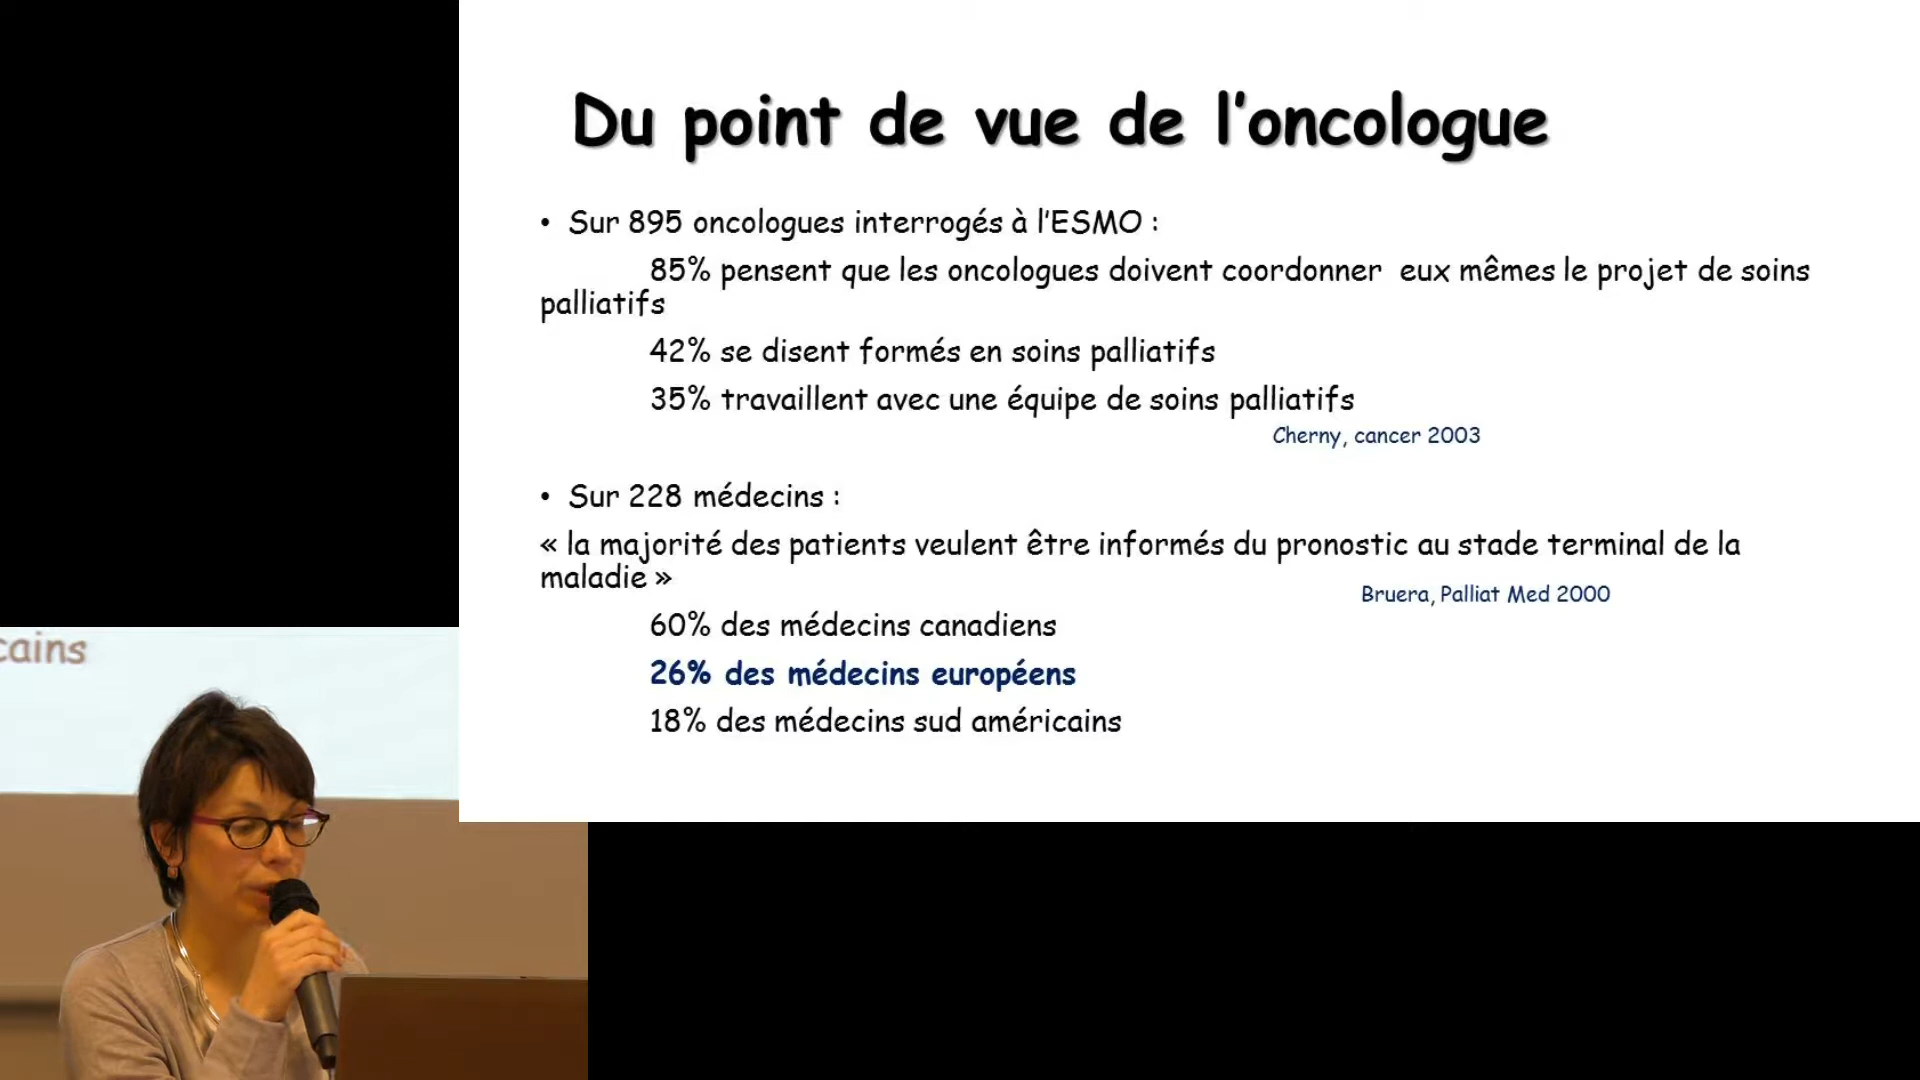 Du point de vue de l'oncologue
• Sur 895 oncologues interrogés à l'ESMO :
85% pensent que les oncologues doivent coordonner eux mêmes le projet de soins
palliatifs
42% se disent formés en soins palliatifs
35% travaillent avec une équipe de soins palliatifs
Cherny, cancer 2003
• Sur 228 médecins :
« la majorité des patients veulent être informés du pronostic au stade terminal de la
maladie »
Bruera, Palliat Med 2000
60% des médecins canadiens
26% des médecins européens
18% des médecins sud américains
cains